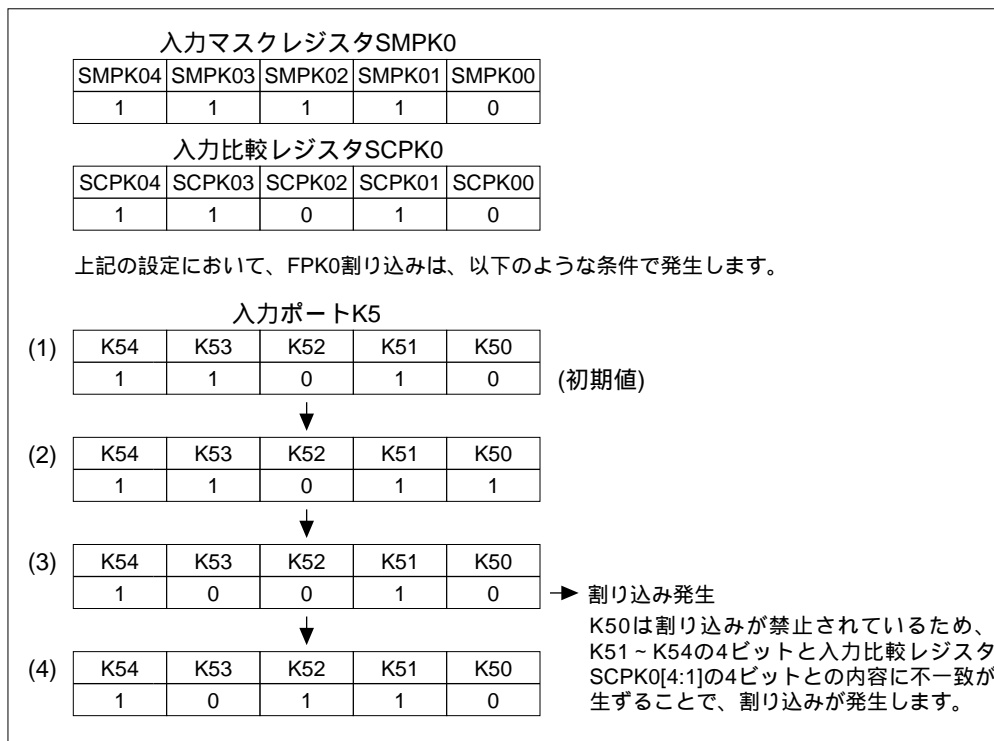 入力マスクレジスタSMPK0
SMPK04 SMPK03 SMPK02 SMPK01 SMPK00
1 1 1 1 0
入力比較レジスタSCPK0
SCPK04 SCPK03 SCPK02 SCPK01 SCPK00
1 1 0 1 0
上記の設定において、FPK0割り込みは、以下のような条件で発生します。
入力ポートK5
(1) K54 K53 K52 K51 K50
1 1 0 1 0 (初期値)
(2) K54 K53 K52 K51 K50
1 1 0 1 1
(3) K54 K53 K52 K51 K50
1 0 0 1 0 割り込み発生
K50は割り込みが禁止されているため、
K51~K54の4ビットと入力比較レジスタ
SCPK0[4:1]の4ビットとの内容に不一致が
生ずることで、割り込みが発生します。
(4) K54 K53 K52 K51 K50
1 0 1 1 0